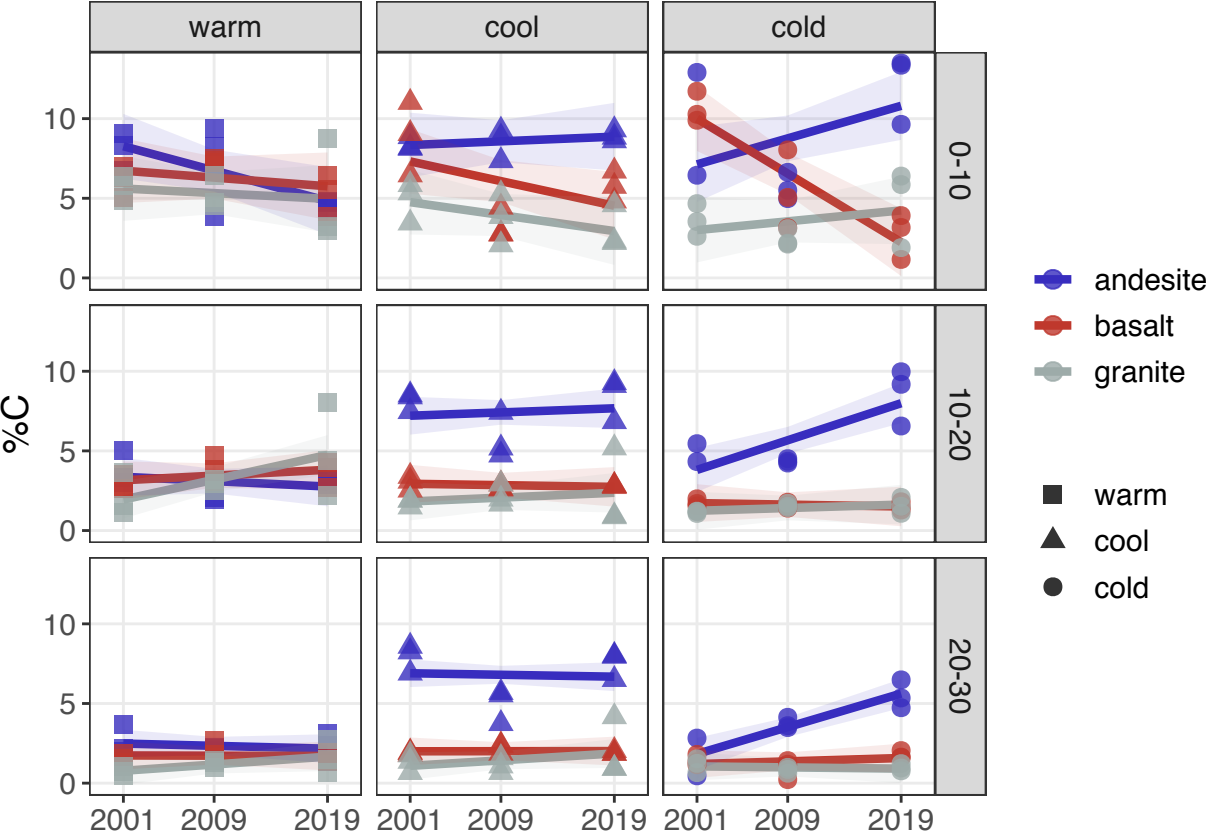 warm cool cold
10
5
0
0-10
10
5
0
10-20
10
5
0
20-30
%C
2001 2009 2019 2001 2009 2019 2001 2009 2019
andesite
basalt
granite
warm
cool
cold